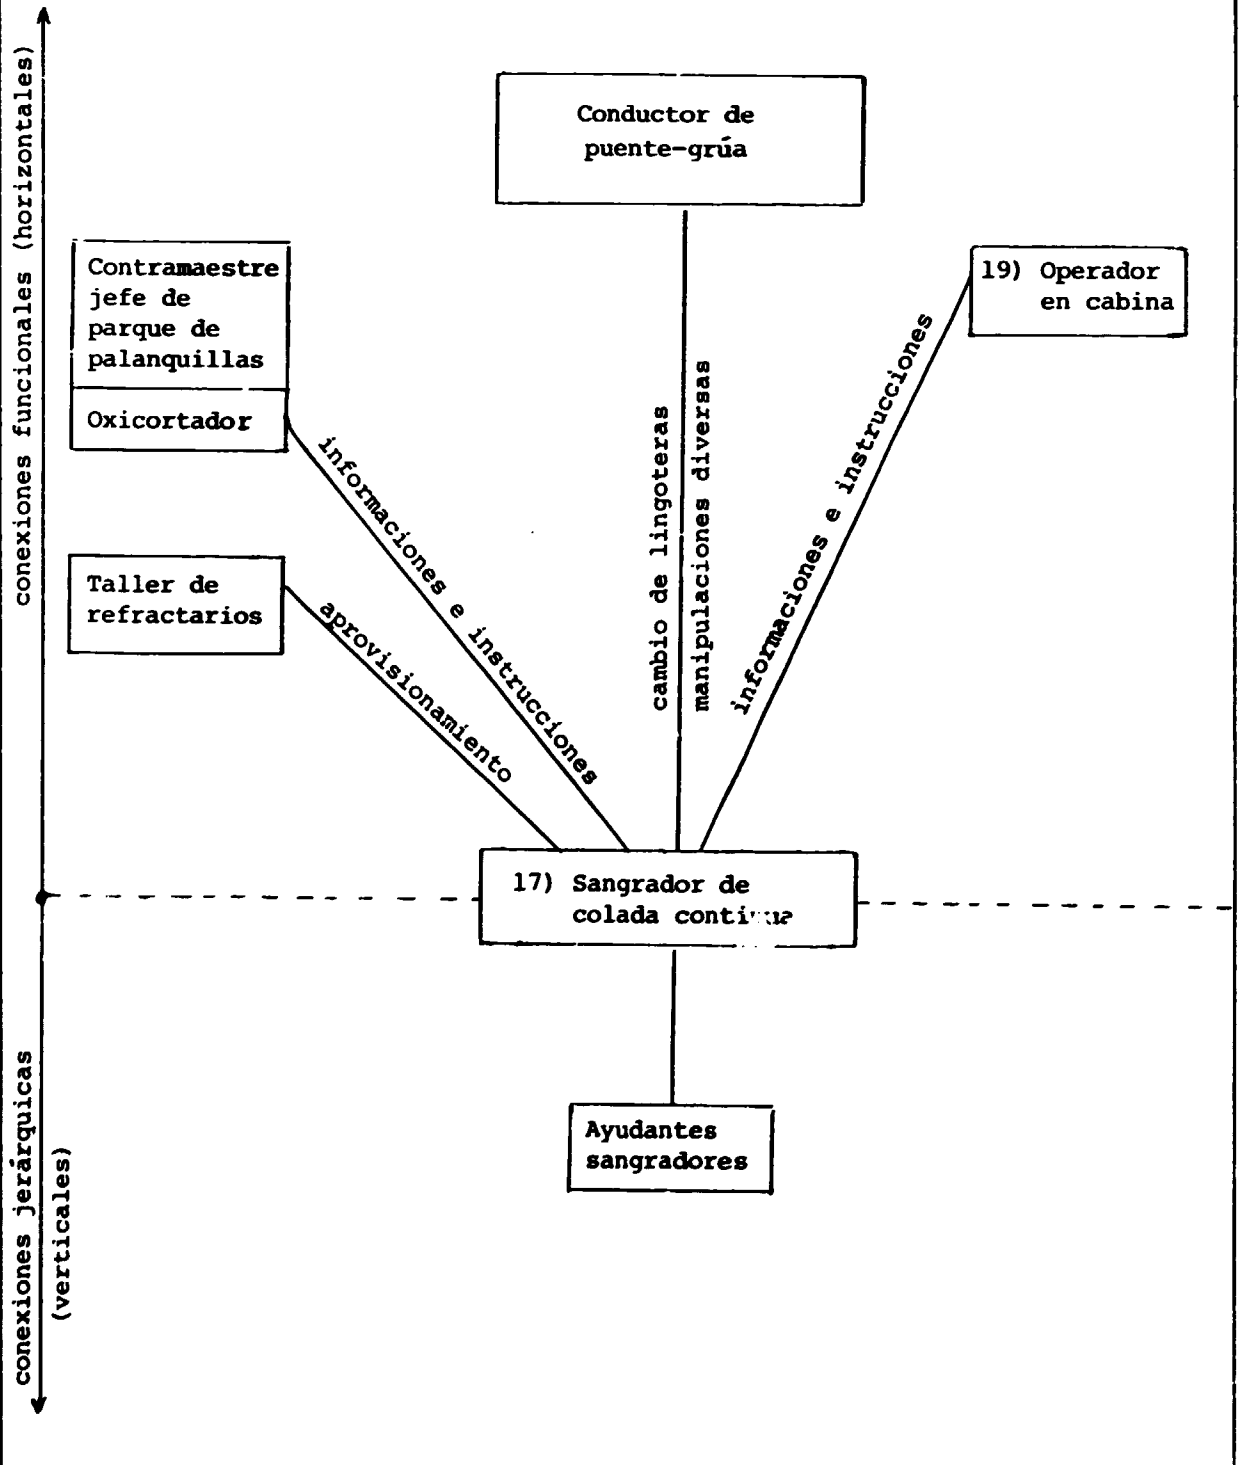 conexiones funcionales (horizontales)
Conductor de
puente-grúa
Contramaestre
jefe de
parque de
palanquillas
Oxicortador
19) Operador
en cabina
Taller de
refractarios
informaciones e instrucciones
aprovisionamiento
cambio de lingoteras
manipulaciones diversas
informaciones e instrucciones
17) Sangrador de
colada continua
conexiones jerárquicas
(verticales)
Ayudantes
sangradores